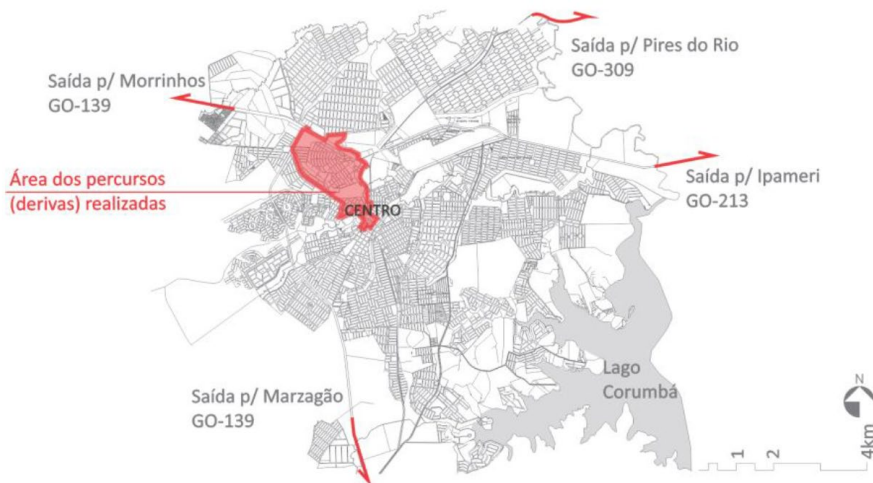 Saída p/ Pires do Rio
GO-309
Saída p/ Morrinhos
GO-139
Saída p/ Ipameri
GO-213
Área dos percursos
(derivas) realizadas
CENTRO
Saída p/ Marzagão
GO-139
Lago
Corumbá
N
1
2
4km